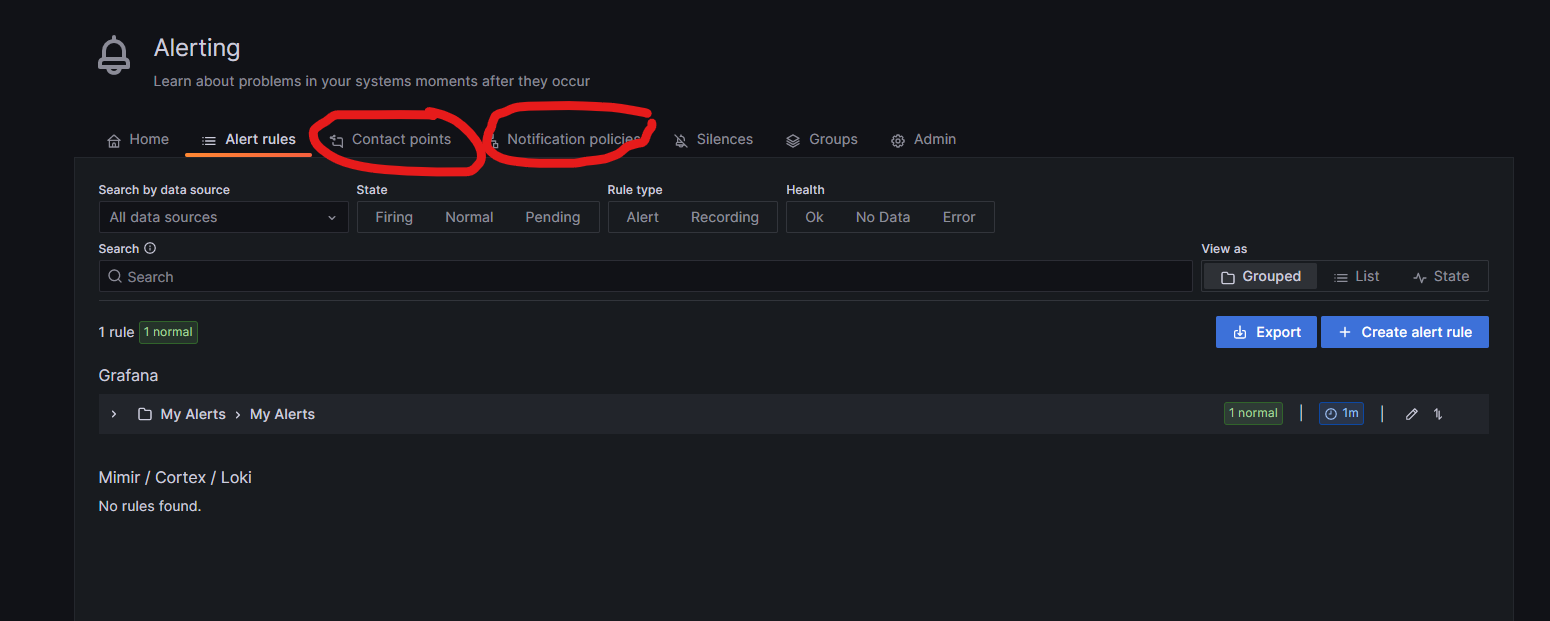 Alerting
Learn about problems in your systems moments after they occur
Home Alert rules Contact points Notification policies Silences Groups Admin
Search by data source State Rule type Health
All data sources Firing Normal Pending Alert Recording Ok No Data Error
Search View as
Search Grouped List State
1 rule 1 normal Export + Create alert rule
Grafana
My Alerts › My Alerts 1 normal 1m
Mimir / Cortex / Loki
No rules found.